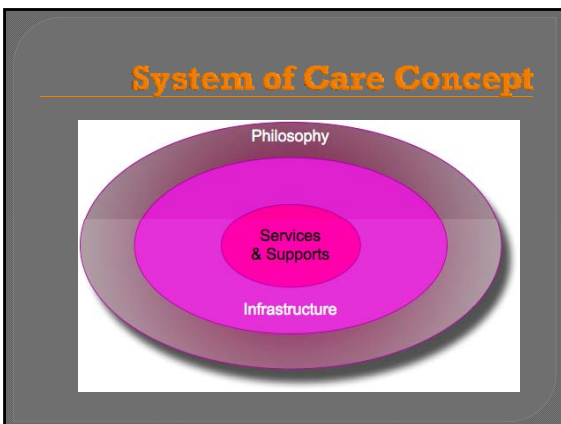 System of Care Concept
Philosophy
Services
& Supports
Infrastructure